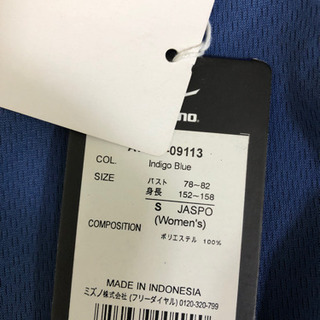 no
-09113
COL. Indigo Blue
SIZE バスト 78~82
身長 152~158
S JASPO
(Women's)
COMPOSITION ポリエステル 100%
MADE IN INDONESIA
ミズノ株式会社 (フリーダイヤル) 0120-320-799